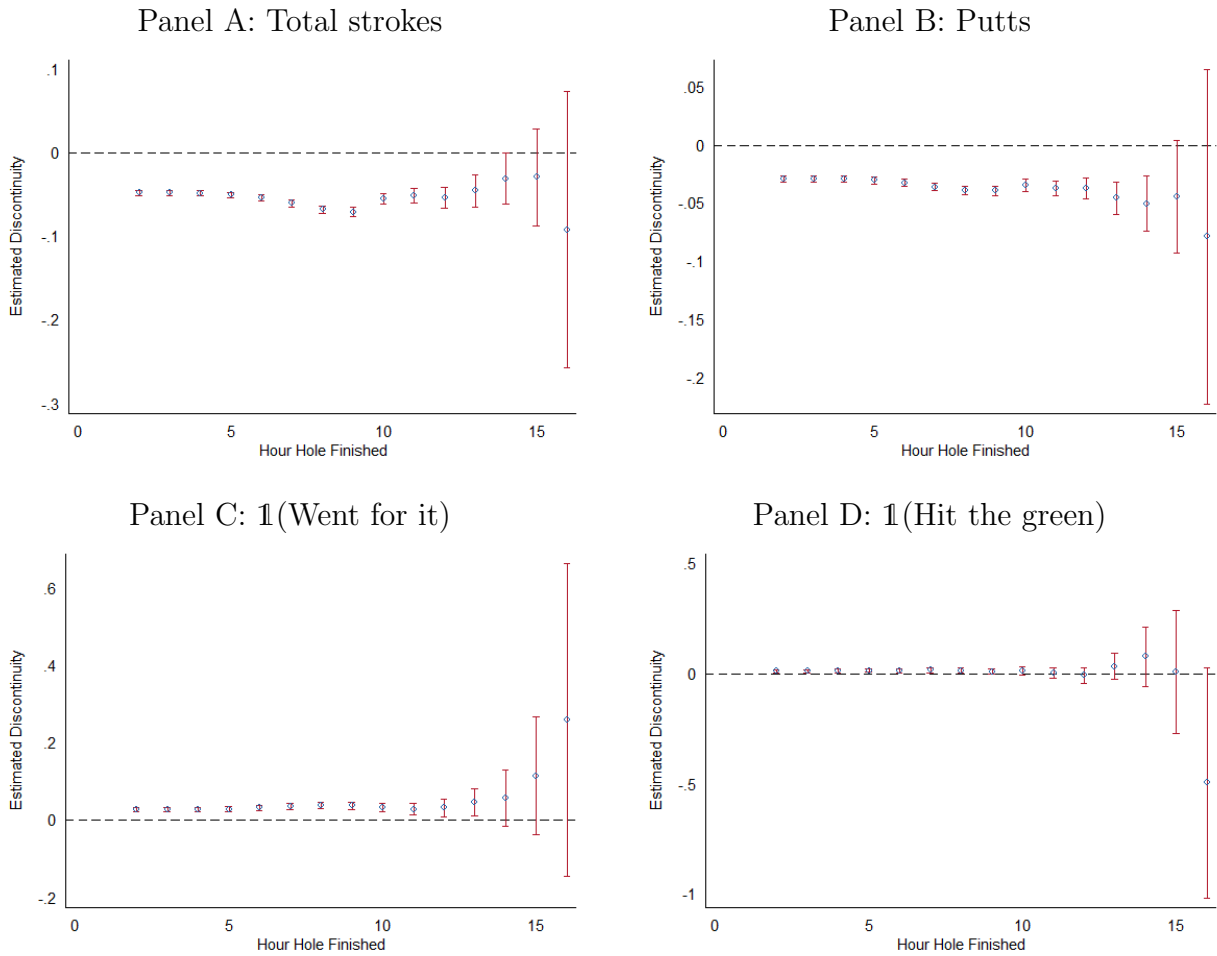 Panel A: Total strokes
.1
0
-.1
-.2
-.3
Estimated Discontinuity
0 5 10 15
Hour Hole Finished
Panel B: Putts
.05
0
-.05
-.1
-.15
-.2
Estimated Discontinuity
0 5 10 15
Hour Hole Finished
Panel C: 𝟙(Went for it)
.6
.4
.2
0
-.2
Estimated Discontinuity
0 5 10 15
Hour Hole Finished
Panel D: 𝟙(Hit the green)
.5
0
-.5
-1
Estimated Discontinuity
0 5 10 15
Hour Hole Finished